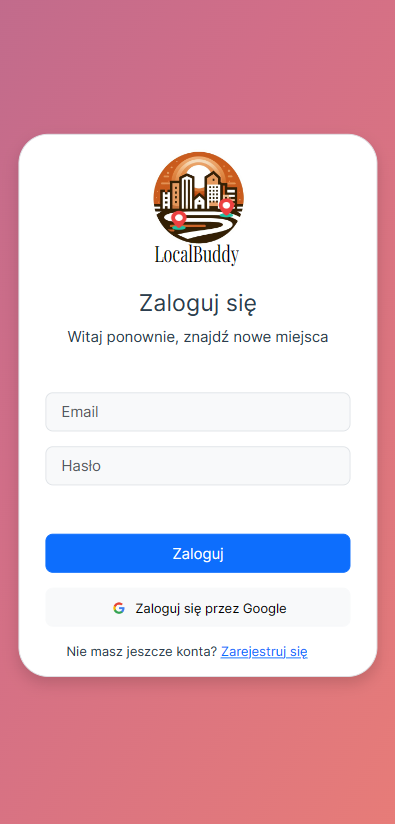 LocalBuddy
Zaloguj się
Witaj ponownie, znajdź nowe miejsca
Email
Hasło
Zaloguj
Zaloguj się przez Google
Nie masz jeszcze konta? Zarejestruj się